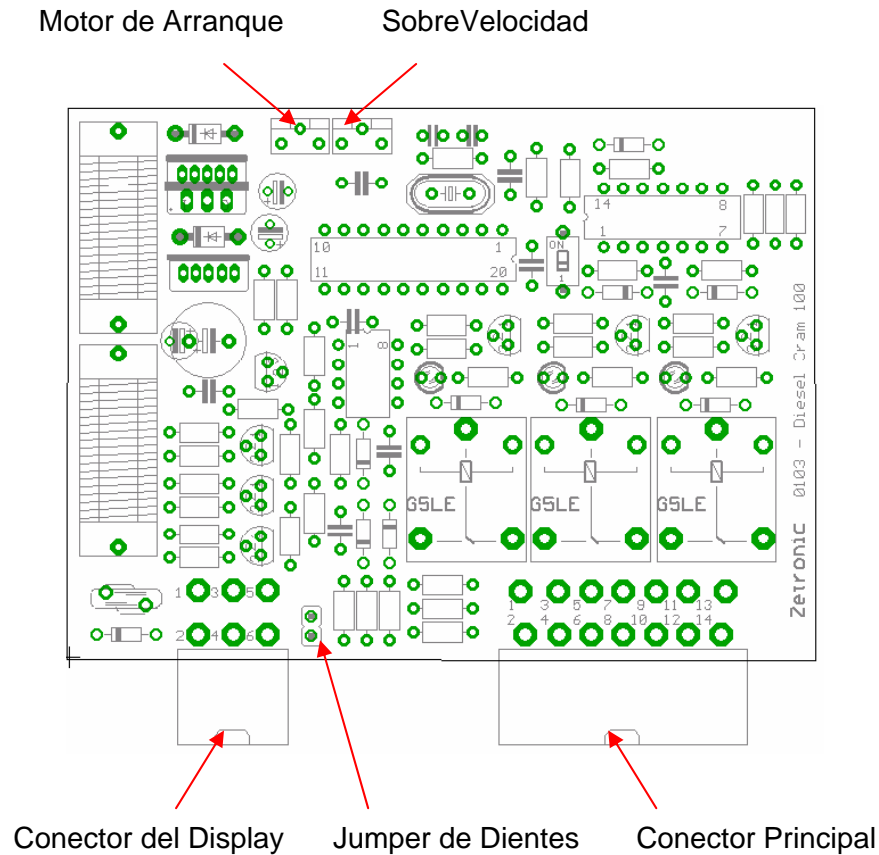 Motor de Arranque SobreVelocidad
14 8
1 7
10 1
11 20
ON
1
1 8
G5LE G5LE G5LE
0103 - Diesel Cram 100
Zetronic
1 3 5
2 4 6
1 3 5 7 9 11 13
2 4 6 8 10 12 14
Conector del Display Jumper de Dientes Conector Principal